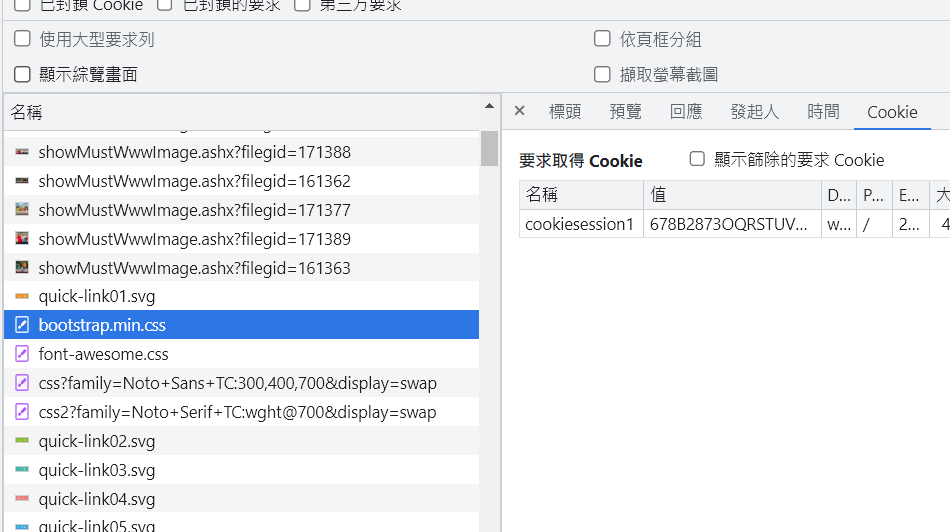 已封鎖 Cookie 已封鎖的要求 第三方要求
使用大型要求列 依頁框分組
顯示綜覽畫面 擷取螢幕截圖
名稱
showMustWwwImage.ashx?filegid=171388
showMustWwwImage.ashx?filegid=161362
showMustWwwImage.ashx?filegid=171377
showMustWwwImage.ashx?filegid=171389
showMustWwwImage.ashx?filegid=161363
quick-link01.svg
bootstrap.min.css
font-awesome.css
css?family=Noto+Sans+TC:300,400,700&display=swap
css2?family=Noto+Serif+TC:wght@700&display=swap
quick-link02.svg
quick-link03.svg
quick-link04.svg
quick-link05.svg
× 標頭 預覽 回應 發起人 時間 Cookie
要求取得 Cookie 顯示篩除的要求 Cookie
名稱 值 D... P... E... 大
cookiesession1 678B2873OQRSTUV... w... / 2... 4